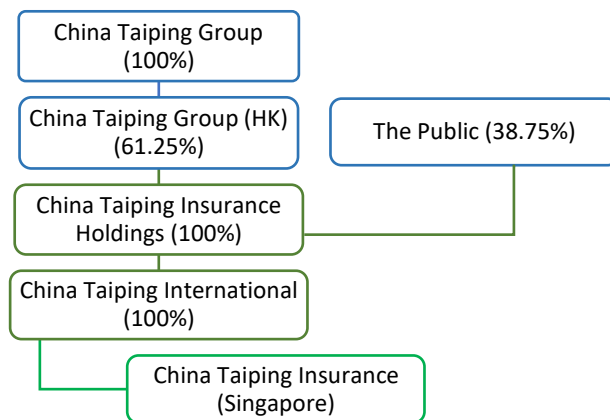 China Taiping Group
(100%)
China Taiping Group (HK)
(61.25%)
The Public (38.75%)
China Taiping Insurance
Holdings (100%)
China Taiping International
(100%)
China Taiping Insurance
(Singapore)